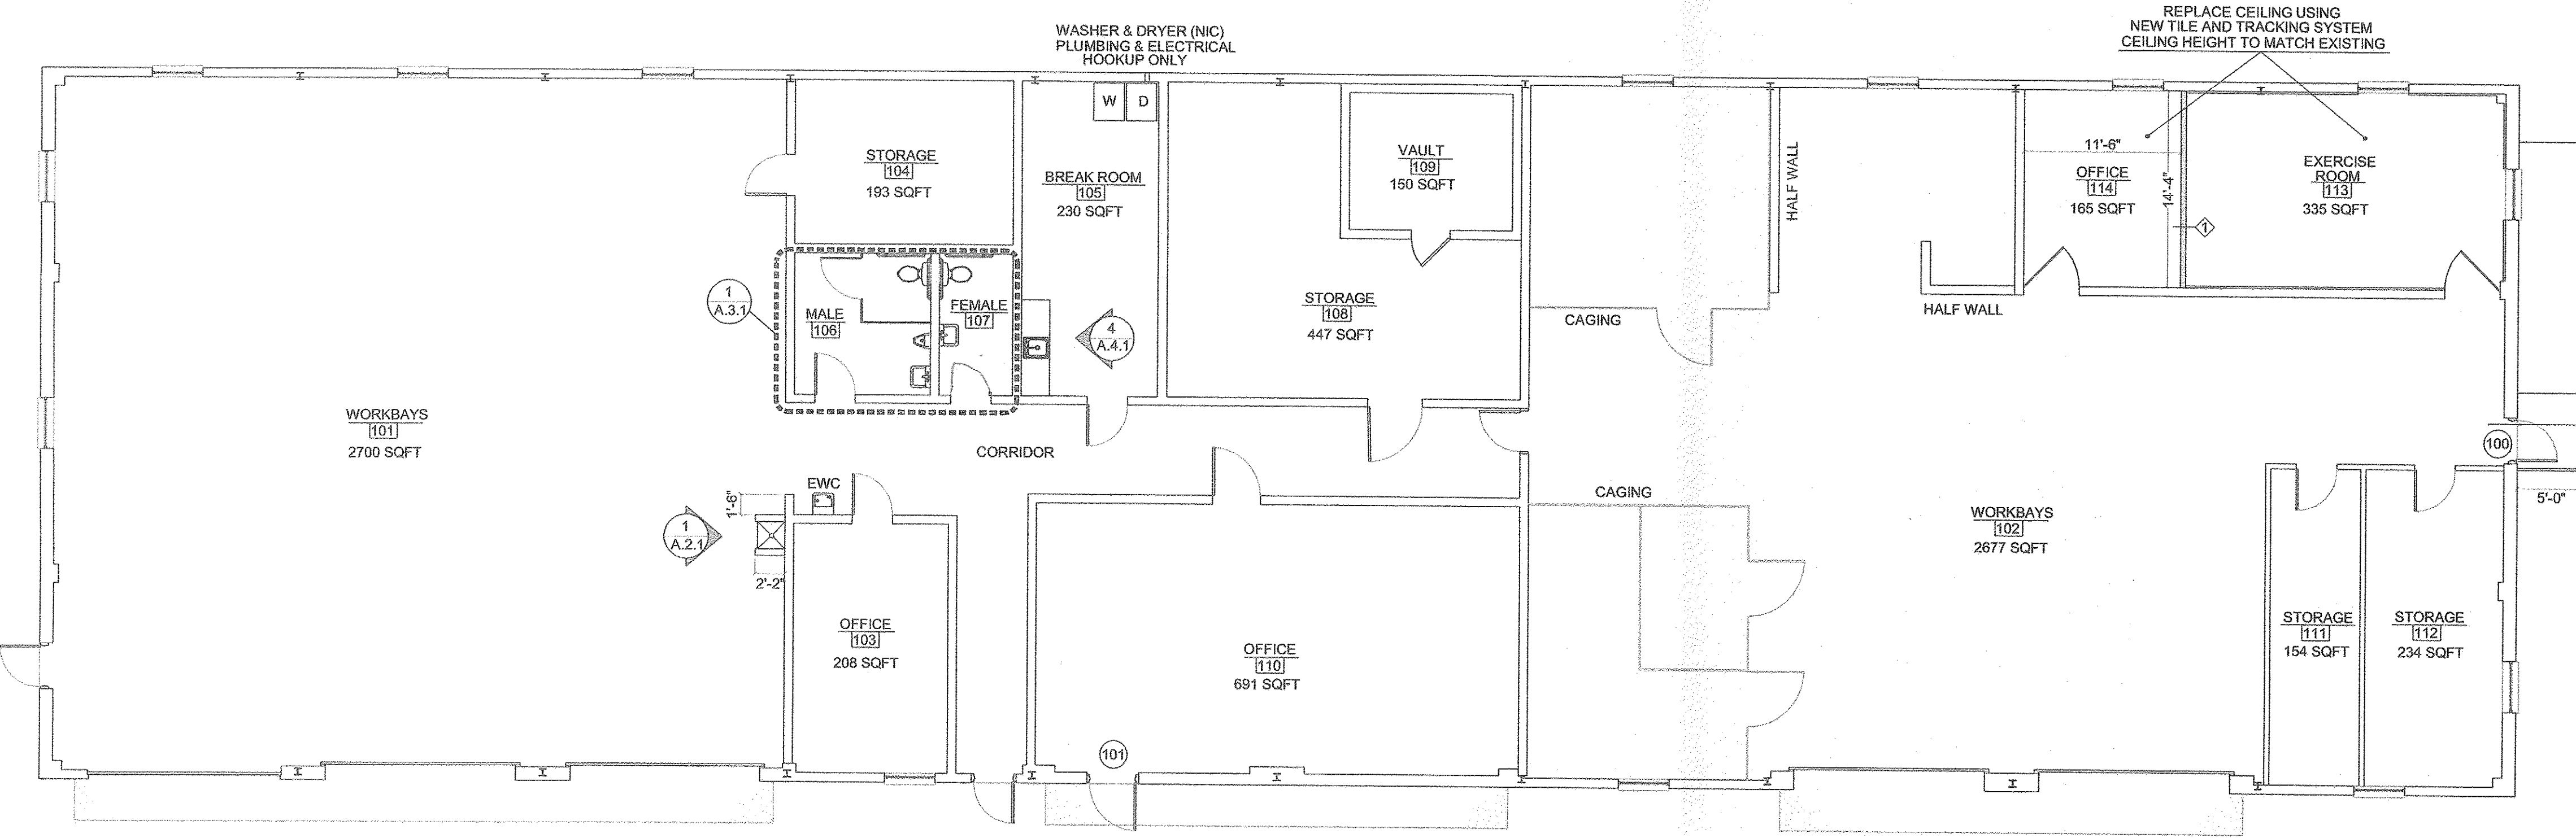 WASHER & DRYER (NIC)
PLUMBING & ELECTRICAL
HOOKUP ONLY
REPLACE CEILING USING
NEW TILE AND TRACKING SYSTEM
CEILING HEIGHT TO MATCH EXISTING
W D
STORAGE
104
193 SQFT
BREAK ROOM
105
230 SQFT
VAULT
109
150 SQFT
HALF WALL
11'-6"
OFFICE
114
165 SQFT
14'-4"
1
EXERCISE
ROOM
113
335 SQFT
1
A.3.1
MALE
106
FEMALE
107
4
A.4.1
STORAGE
108
447 SQFT
CAGING
HALF WALL
WORKBAYS
101
2700 SQFT
CORRIDOR
100
EWC
1'-6"
1
A.2.1
2'-2"
CAGING
WORKBAYS
102
2677 SQFT
5'-0"
OFFICE
103
208 SQFT
OFFICE
110
691 SQFT
STORAGE
111
154 SQFT
STORAGE
112
234 SQFT
101